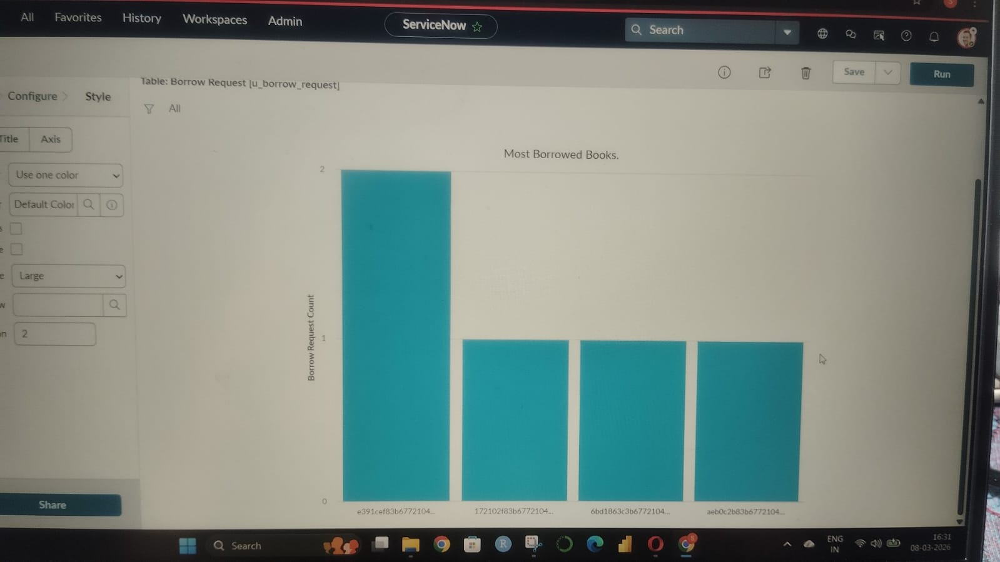 All Favorites History Workspaces Admin
ServiceNow
Search
Save
Run
Table: Borrow Request [u_borrow_request]
Configure
Style
All
Title
Axis
Use one color
Default Color
Large
2
Share
Most Borrowed Books.
Borrow Request Count
2
1
0
e391cef83b6772104...
172102f83b6772104...
6bd1863c3b6772104...
aeb0c2b83b6772104...
Search
R
ENG
IN
16:31
08-03-2026